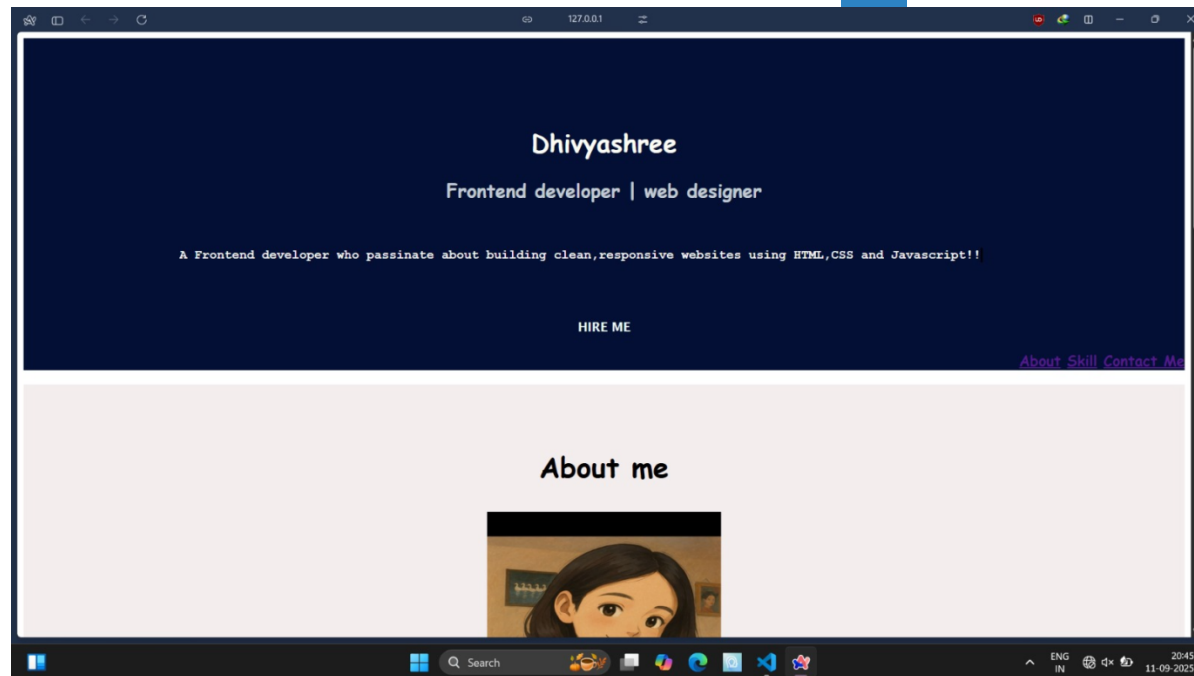 127.0.0.1
Dhivyashree
Frontend developer | web designer
A Frontend developer who passinate about building clean,responsive websites using HTML,CSS and Javascript!!
HIRE ME
About Skill Contact Me
About me
Search
ENG
IN
20:45
11-09-2025